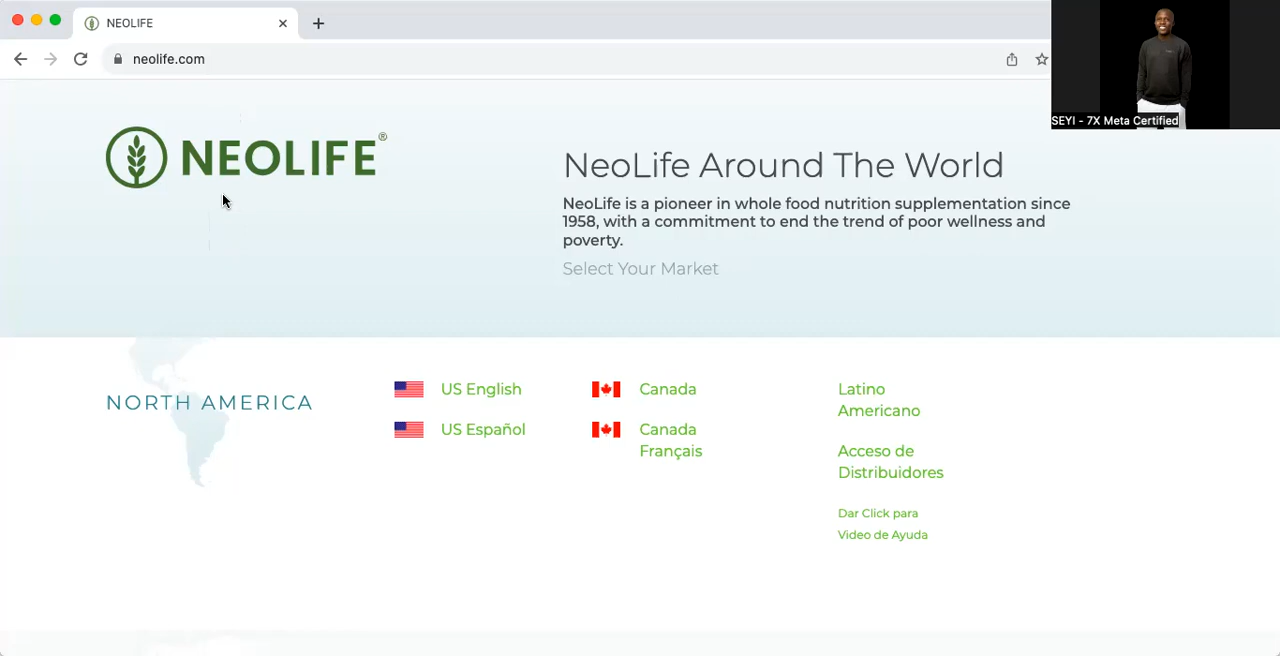 NEOLIFE
neolife.com
SEYI - 7X Meta Certified
NEOLIFE®
NeoLife Around The World
NeoLife is a pioneer in whole food nutrition supplementation since
1958, with a commitment to end the trend of poor wellness and
poverty.
Select Your Market
NORTH AMERICA
US English
US Español
Canada
Canada
Français
Latino
Americano
Acceso de
Distribuidores
Dar Click para
Video de Ayuda